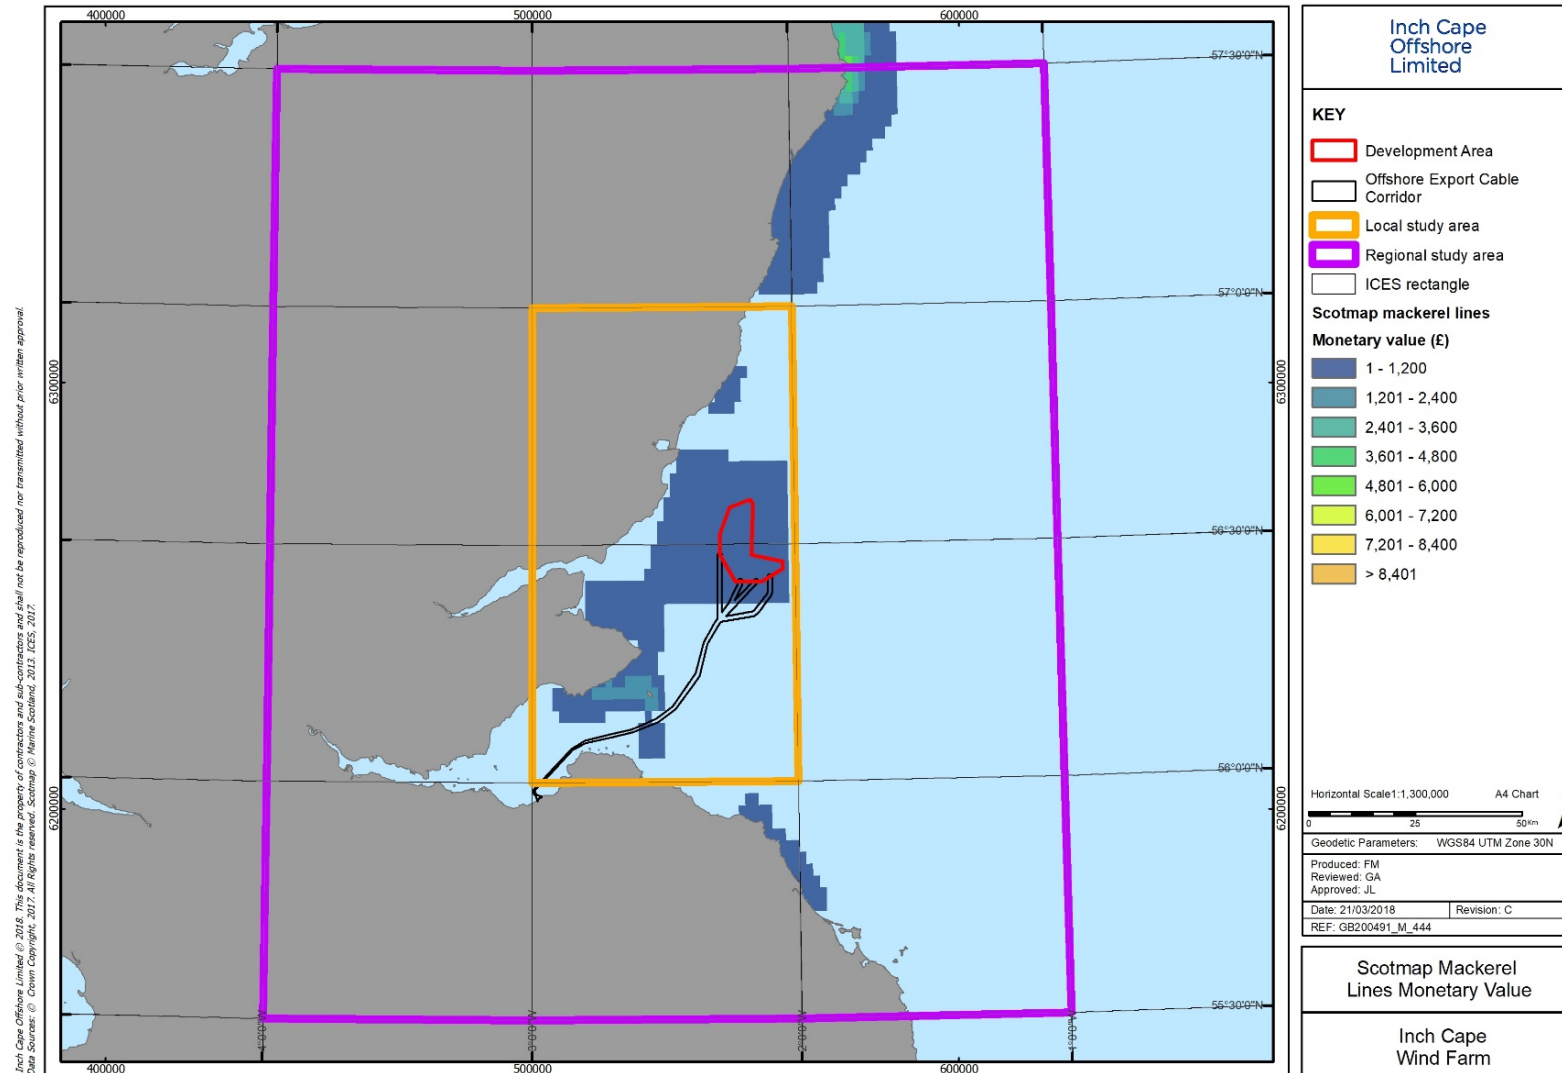 400000
500000
600000
57°30'0"N
57°0'0"N
56°30'0"N
56°0'0"N
55°30'0"N
6300000
6200000
6300000
6200000
4°0'0"W
3°0'0"W
2°0'0"W
1°0'0"W
400000
500000
600000
Inch Cape Offshore Limited © 2018. This document is the property of contractors and sub-contractors and shall not be reproduced nor transmitted without prior written approval.
Data Sources: © Crown Copyright, 2017. All Rights reserved. Scotmap © Marine Scotland, 2013. ICES, 2017.
Inch Cape
Offshore
Limited
KEY
Development Area
Offshore Export Cable
Corridor
Local study area
Regional study area
ICES rectangle
Scotmap mackerel lines
Monetary value (£)
1 - 1,200
1,201 - 2,400
2,401 - 3,600
3,601 - 4,800
4,801 - 6,000
6,001 - 7,200
7,201 - 8,400
> 8,401
Horizontal Scale1:1,300,000 A4 Chart
0 25 50Km
Geodetic Parameters: WGS84 UTM Zone 30N
Produced: FM
Reviewed: GA
Approved: JL
Date: 21/03/2018 Revision: C
REF: GB200491_M_444
Scotmap Mackerel
Lines Monetary Value
Inch Cape
Wind Farm